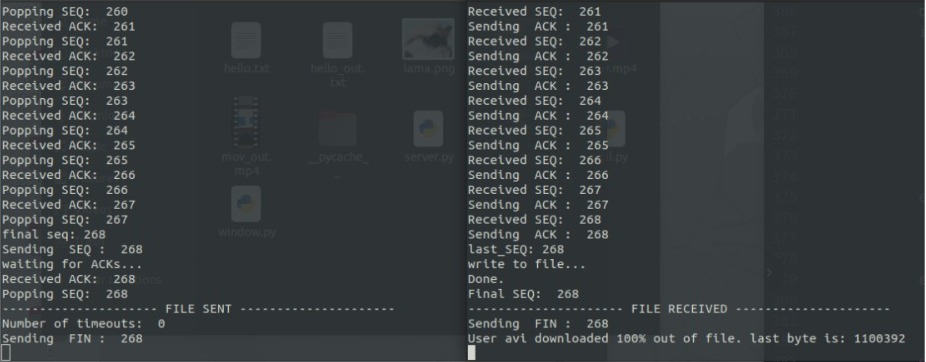 Popping SEQ:  260
Received ACK:  261
Popping SEQ:  261
Received ACK:  262
Popping SEQ:  262
Received ACK:  263
Popping SEQ:  263
Received ACK:  264
Popping SEQ:  264
Received ACK:  265
Popping SEQ:  265
Received ACK:  266
Popping SEQ:  266
Received ACK:  267
Popping SEQ:  267
final seq: 268
Sending  SEQ :  268
waiting for ACKs...
Received ACK:  268
Popping SEQ:  268
--------------------- FILE SENT ---------------------
Number of timeouts:  0
Sending  FIN :  268
Received SEQ:  261
Sending  ACK :  261
Received SEQ:  262
Sending  ACK :  262
Received SEQ:  263
Sending  ACK :  263
Received SEQ:  264
Sending  ACK :  264
Received SEQ:  265
Sending  ACK :  265
Received SEQ:  266
Sending  ACK :  266
Received SEQ:  267
Sending  ACK :  267
Received SEQ:  268
Sending  ACK :  268
last_SEQ: 268
write to file...
Done.
Final SEQ:  268
--------------------- FILE RECEIVED ---------------------
Sending  FIN :  268
User avi downloaded 100% out of file. last byte is: 1100392
hello.txt
hello_out.
txt
lama.png
mov_out.
mp4
__pycache_
_
server.py
window.py